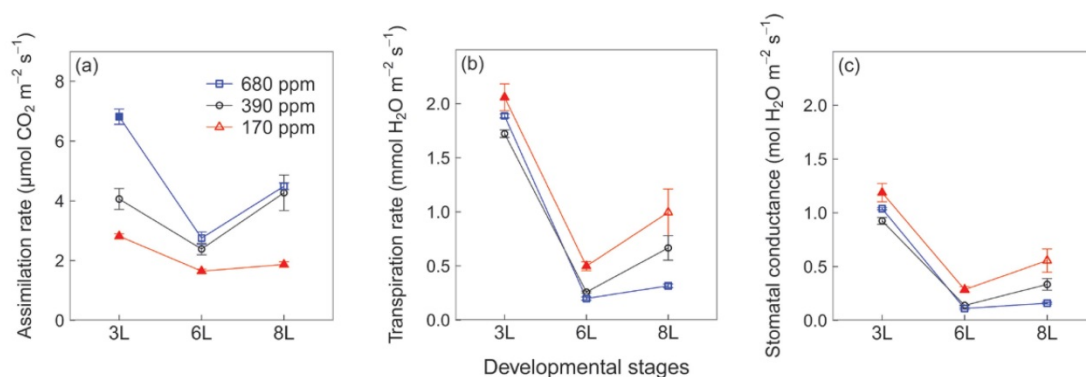 (a)
680 ppm
390 ppm
170 ppm
Assimilation rate (µmol CO₂ m⁻² s⁻¹)
8
6
4
2
0
3L 6L 8L
(b)
Transpiration rate (mmol H₂O m⁻² s⁻¹)
2.0
1.5
1.0
0.5
0.0
3L 6L 8L
(c)
Stomatal conductance (mol H₂O m⁻² s⁻¹)
2.0
1.5
1.0
0.5
0.0
3L 6L 8L
Developmental stages